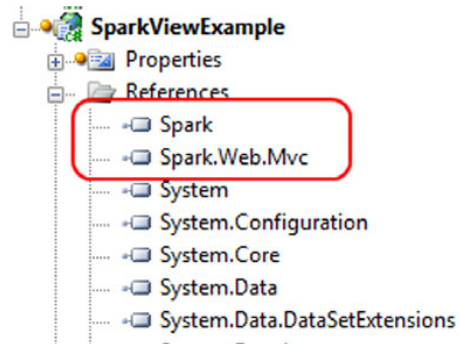 SparkViewExample
Properties
References
Spark
Spark.Web.Mvc
System
System.Configuration
System.Core
System.Data
System.Data.DataSetExtensions